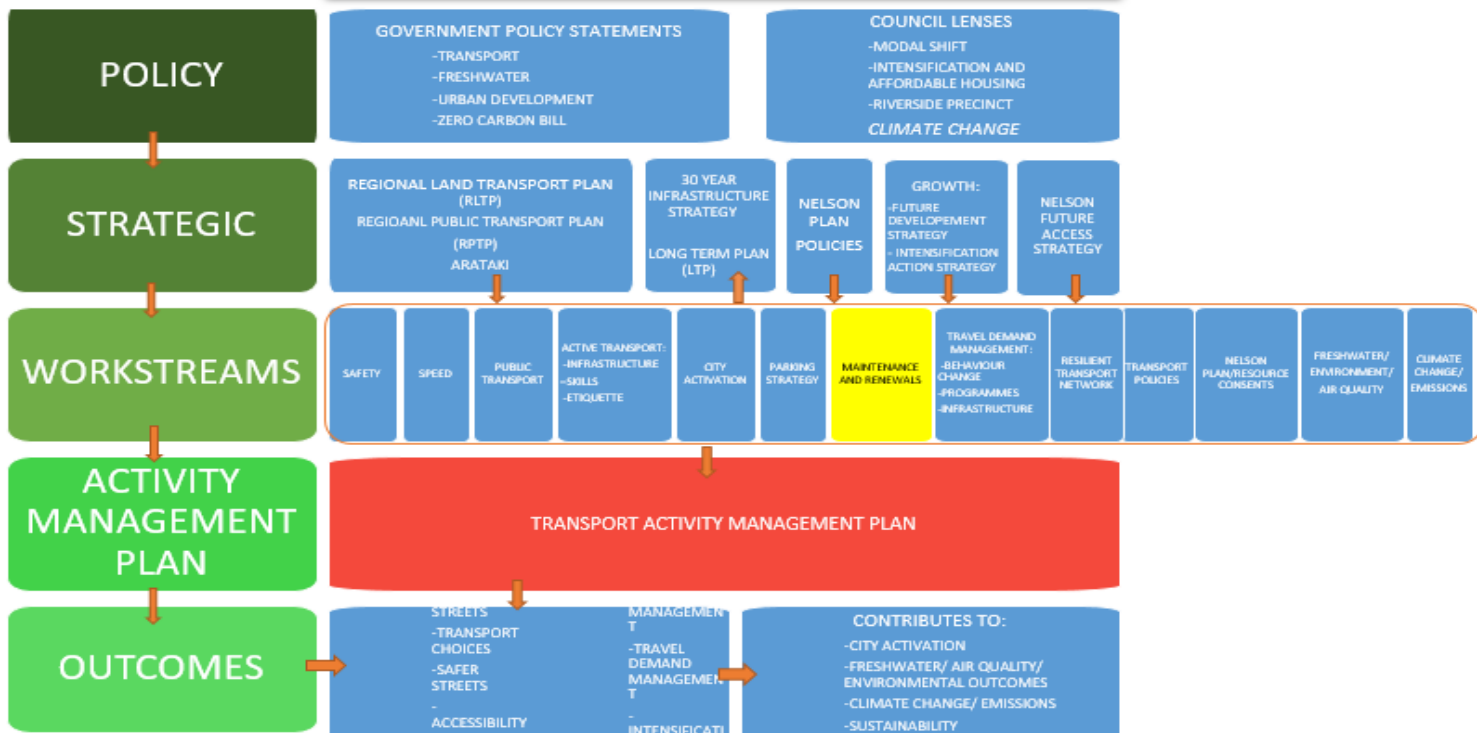 POLICY
GOVERNMENT POLICY STATEMENTS
-TRANSPORT
-FRESHWATER
-URBAN DEVELOPMENT
-ZERO CARBON BILL
COUNCIL LENSES
-MODAL SHIFT
-INTENSIFICATION AND
AFFORDABLE HOUSING
-RIVERSIDE PRECINCT
CLIMATE CHANGE
STRATEGIC
REGIONAL LAND TRANSPORT PLAN
(RLTP)
REGIOANL PUBLIC TRANSPORT PLAN
(RPTP)
ARATAKI
30 YEAR
INFRASTRUCTURE
STRATEGY
LONG TERM PLAN
(LTP)
NELSON
PLAN
POLICIES
GROWTH:
-FUTURE
DEVELOPEMENT
STRATEGY
- INTENSIFICATION
ACTION STRATEGY
NELSON
FUTURE
ACCESS
STRATEGY
WORKSTREAMS
SAFETY
SPEED
PUBLIC
TRANSPORT
ACTIVE TRANSPORT:
-INFRASTRUCTURE
-SKILLS
-ETIQUETTE
CITY
ACTIVATION
PARKING
STRATEGY
MAINTENANCE
AND RENEWALS
TRAVEL DEMAND
MANAGEMENT:
-BEHAVIOUR
CHANGE
-PROGRAMMES
-INFRASTRUCTURE
RESILIENT
TRANSPORT
NETWORK
TRANSPORT
POLICIES
NELSON
PLAN/RESOURCE
CONSENTS
FRESHWATER/
ENVIRONMENT/
AIR QUALITY
CLIMATE
CHANGE/
EMISSIONS
ACTIVITY
MANAGEMENT
PLAN
TRANSPORT ACTIVITY MANAGEMENT PLAN
OUTCOMES
STREETS
-TRANSPORT
CHOICES
-SAFER
STREETS
-
ACCESSIBILITY
MANAGEMEN
T
-TRAVEL
DEMAND
MANAGEMEN
T
-
INTENSIFICATI
CONTRIBUTES TO:
-CITY ACTIVATION
-FRESHWATER/ AIR QUALITY/
ENVIRONMENTAL OUTCOMES
-CLIMATE CHANGE/ EMISSIONS
-SUSTAINABILITY